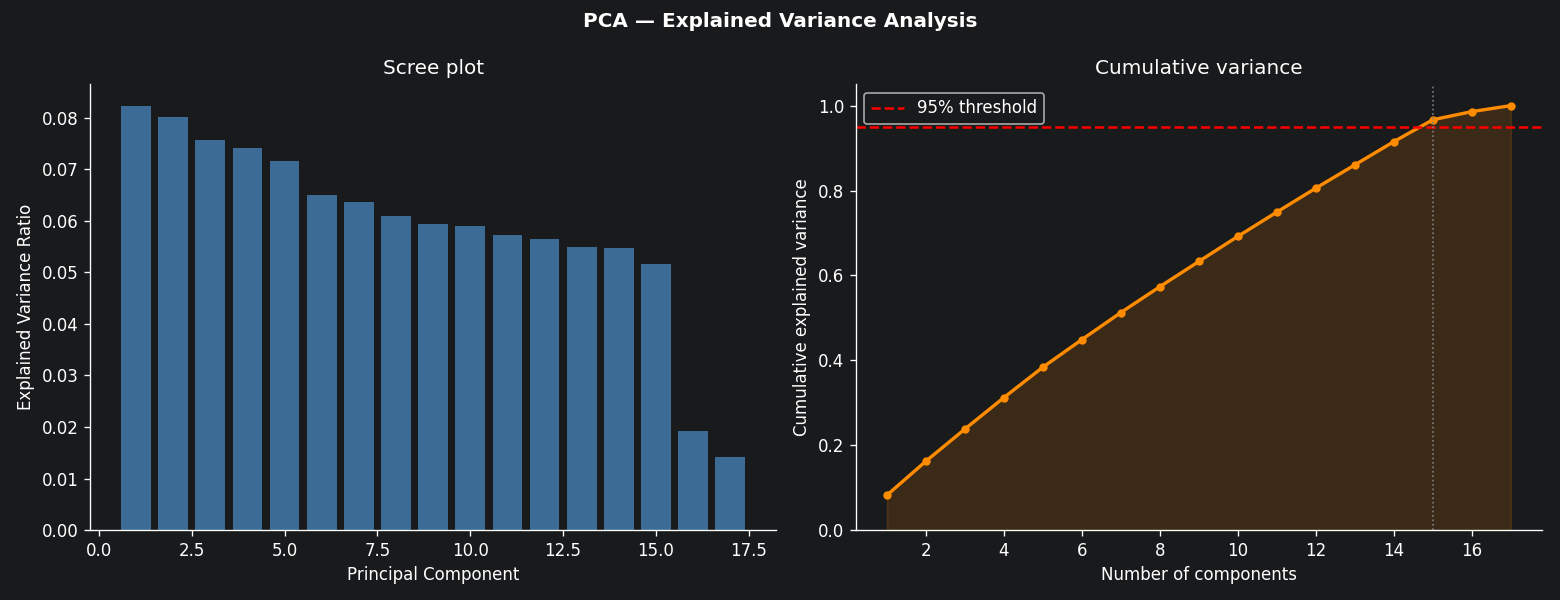 PCA — Explained Variance Analysis
Scree plot
Explained Variance Ratio
0.08
0.07
0.06
0.05
0.04
0.03
0.02
0.01
0.00
0.0 2.5 5.0 7.5 10.0 12.5 15.0 17.5
Principal Component
Cumulative variance
95% threshold
Cumulative explained variance
1.0
0.8
0.6
0.4
0.2
0.0
2 4 6 8 10 12 14 16
Number of components